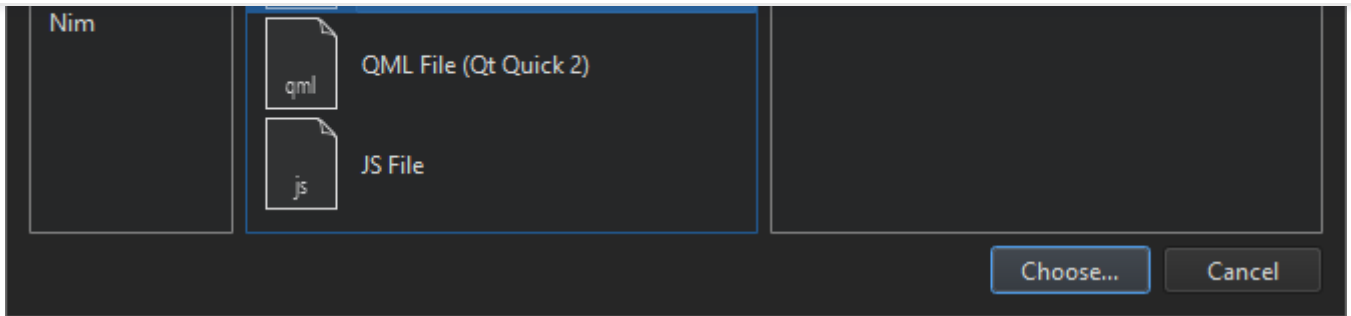 Nim
qml
QML File (Qt Quick 2)
js
JS File
Choose...
Cancel